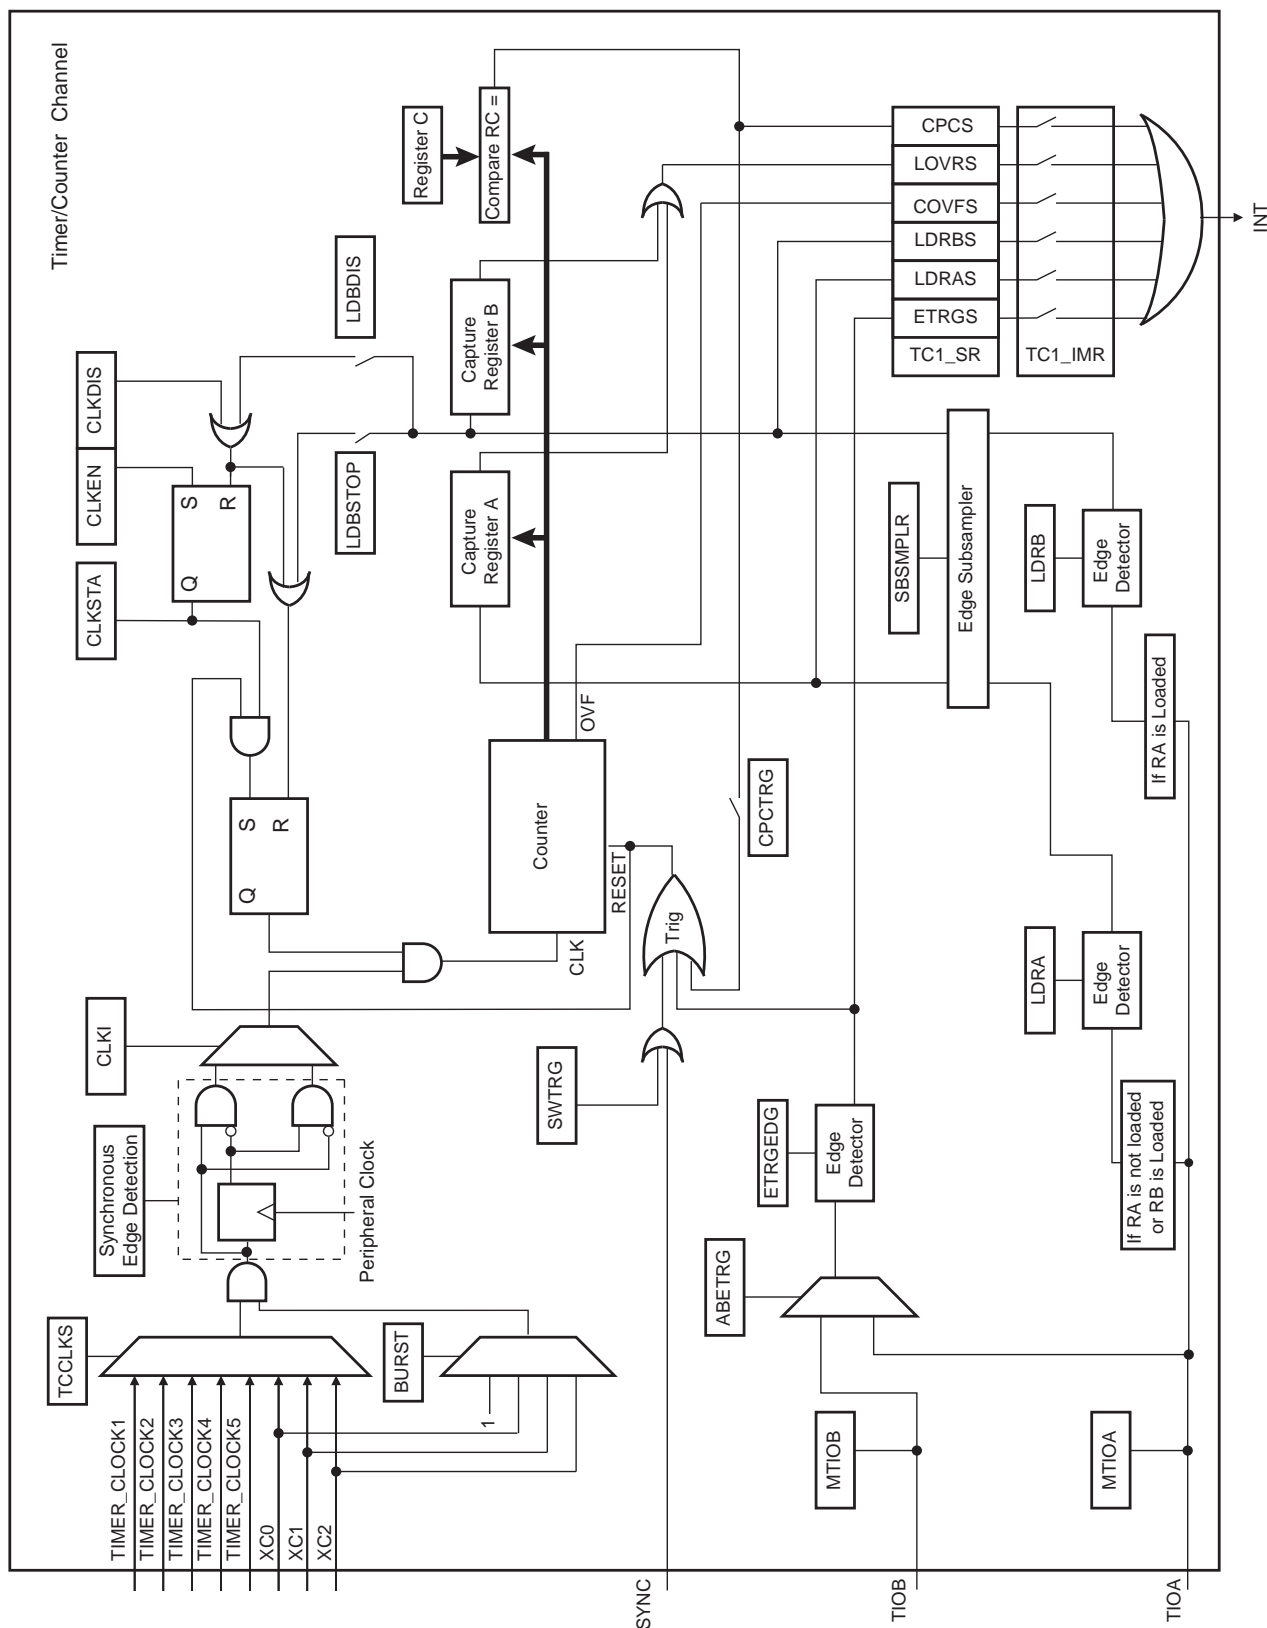 Timer/Counter Channel
TCCLKS
TIMER_CLOCK1
TIMER_CLOCK2
TIMER_CLOCK3
TIMER_CLOCK4
TIMER_CLOCK5
XC0
XC1
XC2
BURST
1
Synchronous
Edge Detection
Peripheral Clock
CLKI
CLKSTA
CLKEN
CLKDIS
Q
S
R
Q
S
R
LDBSTOP
LDBDIS
Register C
Compare RC =
Capture
Register A
Capture
Register B
Counter
CLK
OVF
RESET
Trig
SWTRG
SYNC
CPCTRG
ABETRG
ETRGEDG
Edge
Detector
MTIOB
TIOB
MTIOA
TIOA
If RA is not loaded
or RB is Loaded
LDRA
Edge
Detector
If RA is Loaded
LDRB
Edge
Detector
SBSMPLR
Edge Subsampler
CPCS
LOVRS
COVFS
LDRBS
LDRAS
ETRGS
TC1_SR
TC1_IMR
INT